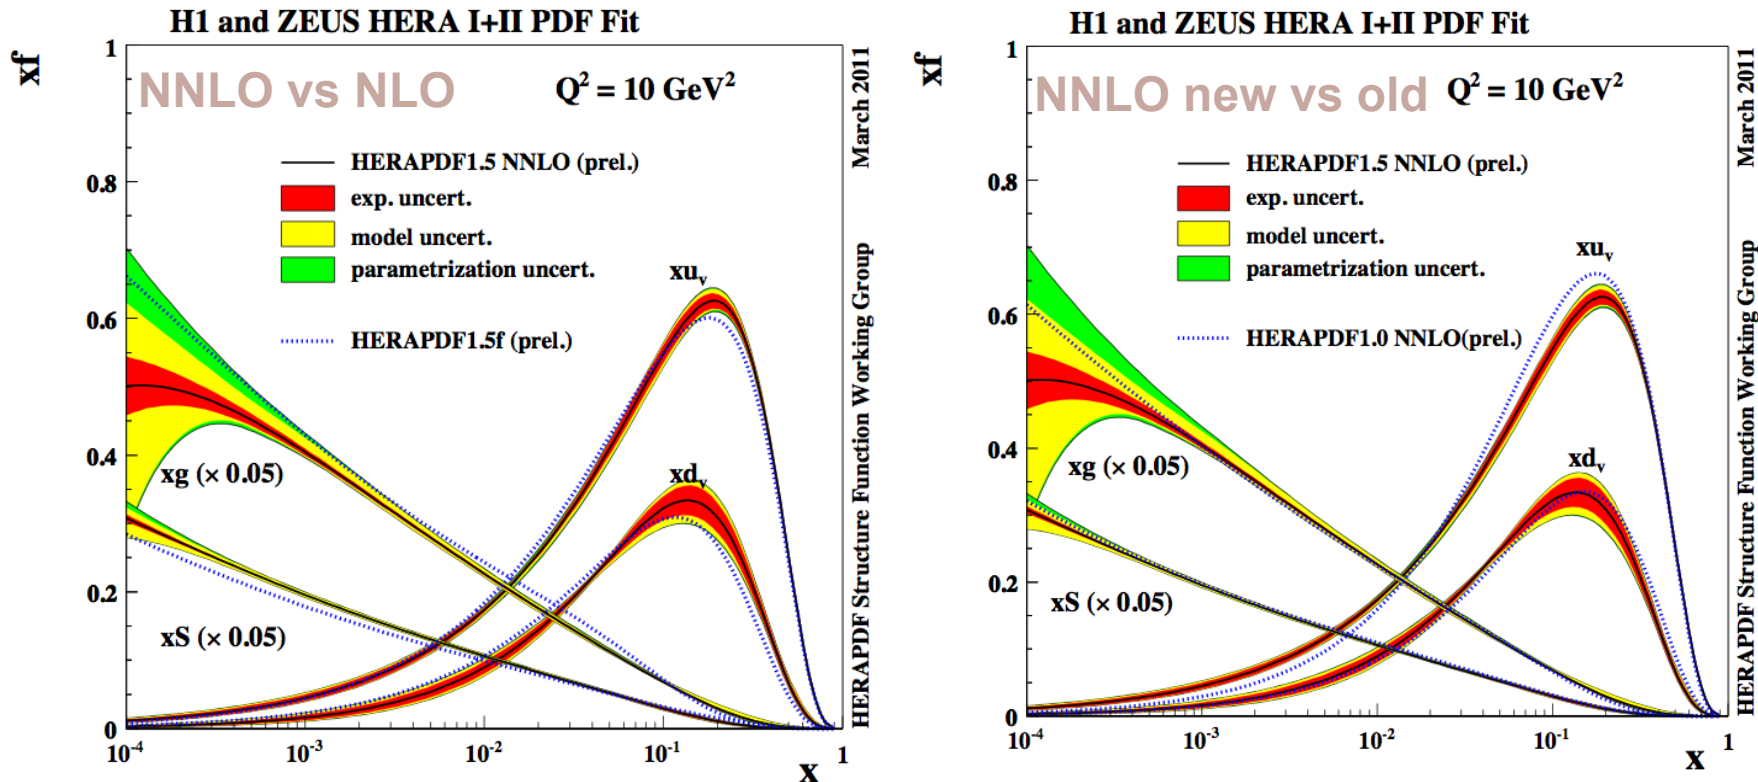 H1 and ZEUS HERA I+II PDF Fit
xf
1
0.8
0.6
0.4
0.2
0
NNLO vs NLO
Q² = 10 GeV²
HERAPDF1.5 NNLO (prel.)
exp. uncert.
model uncert.
parametrization uncert.
HERAPDF1.5f (prel.)
xuᵥ
xdᵥ
xg (× 0.05)
xS (× 0.05)
10⁻⁴ 10⁻³ 10⁻² 10⁻¹ 1
x
HERAPDF Structure Function Working Group March 2011
H1 and ZEUS HERA I+II PDF Fit
xf
1
0.8
0.6
0.4
0.2
0
NNLO new vs old
Q² = 10 GeV²
HERAPDF1.5 NNLO (prel.)
exp. uncert.
model uncert.
parametrization uncert.
HERAPDF1.0 NNLO(prel.)
xuᵥ
xdᵥ
xg (× 0.05)
xS (× 0.05)
10⁻⁴ 10⁻³ 10⁻² 10⁻¹ 1
x
HERAPDF Structure Function Working Group March 2011